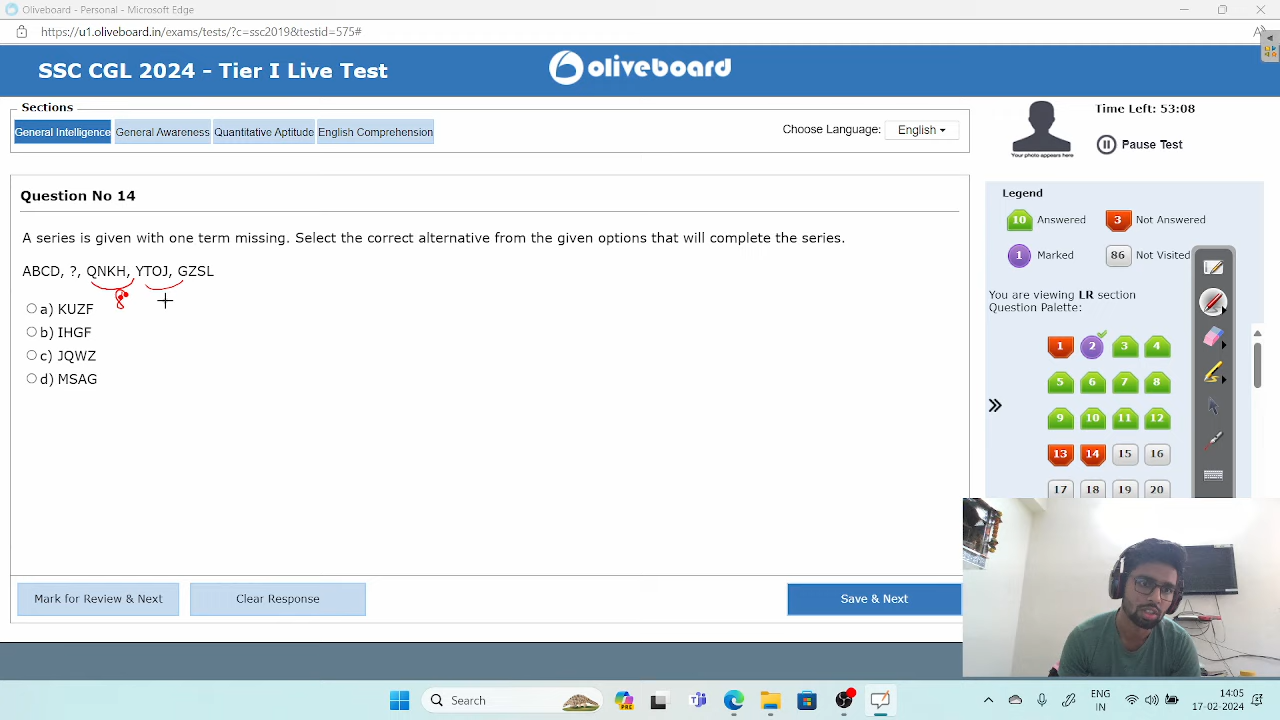 Oliveboard - Personal - Microsoft Edge
https://u1.oliveboard.in/exams/tests/?c=ssc2019&testid=575#
SSC CGL 2024 - Tier I Live Test
oliveboard
Sections
General Intelligence General Awareness Quantitative Aptitude English Comprehension
Choose Language: English
Your photo appears here
Time Left: 53:08
Pause Test
Question No 14
A series is given with one term missing. Select the correct alternative from the given options that will complete the series.
ABCD, ?, QNKH, YTOJ, GZSL
8
a) KUZF
b) IHGF
c) JQWZ
d) MSAG
Legend
10 Answered 3 Not Answered
1 Marked 86 Not Visited
You are viewing LR section
Question Palette:
1 2 3 4
5 6 7 8
9 10 11 12
13 14 15 16
17 18 19 20
Mark for Review & Next Clear Response Save & Next
Search
PRE
ENG
IN
14:05
17-02-2024